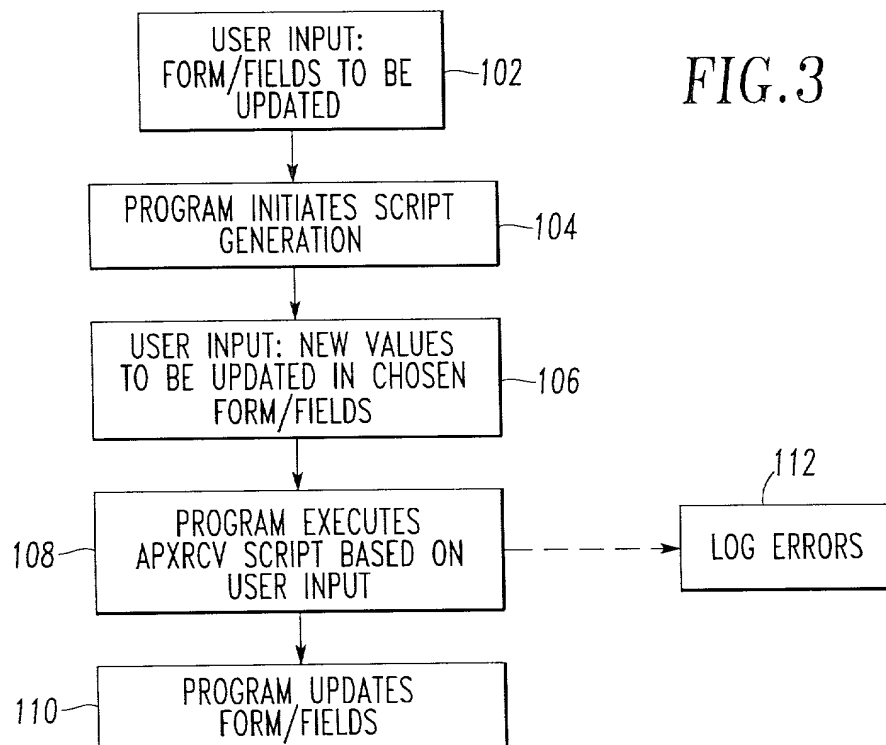 USER INPUT:
FORM/FIELDS TO BE
UPDATED
102
FIG.3
PROGRAM INITIATES SCRIPT
GENERATION
104
USER INPUT: NEW VALUES
TO BE UPDATED IN CHOSEN
FORM/FIELDS
106
108
PROGRAM EXECUTES
APXRCV SCRIPT BASED ON
USER INPUT
112
LOG ERRORS
110
PROGRAM UPDATES
FORM/FIELDS